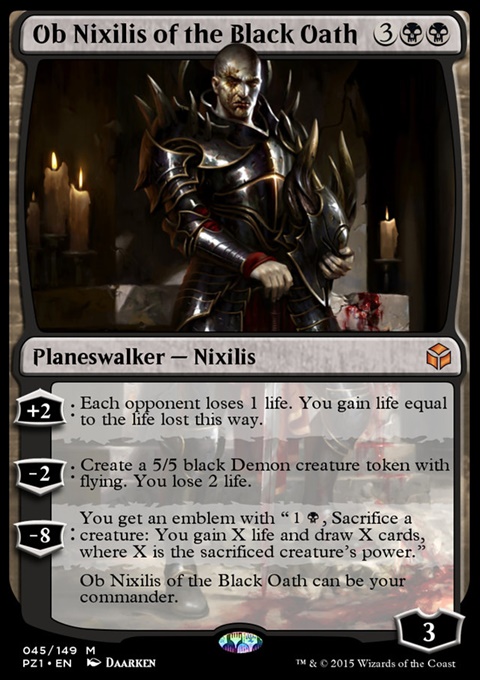 Ob Nixilis of the Black Oath 3
Planeswalker — Nixilis
+2 : Each opponent loses 1 life. You gain life equal
to the life lost this way.
-2 : Create a 5/5 black Demon creature token with
flying. You lose 2 life.
You get an emblem with “ 1 , Sacrifice a
-8 : creature: You gain X life and draw X cards,
where X is the sacrificed creature's power.”
Ob Nixilis of the Black Oath can be your
commander.
3
045/149 M
PZ1 • EN Daarken
™ & © 2015 Wizards of the Coast